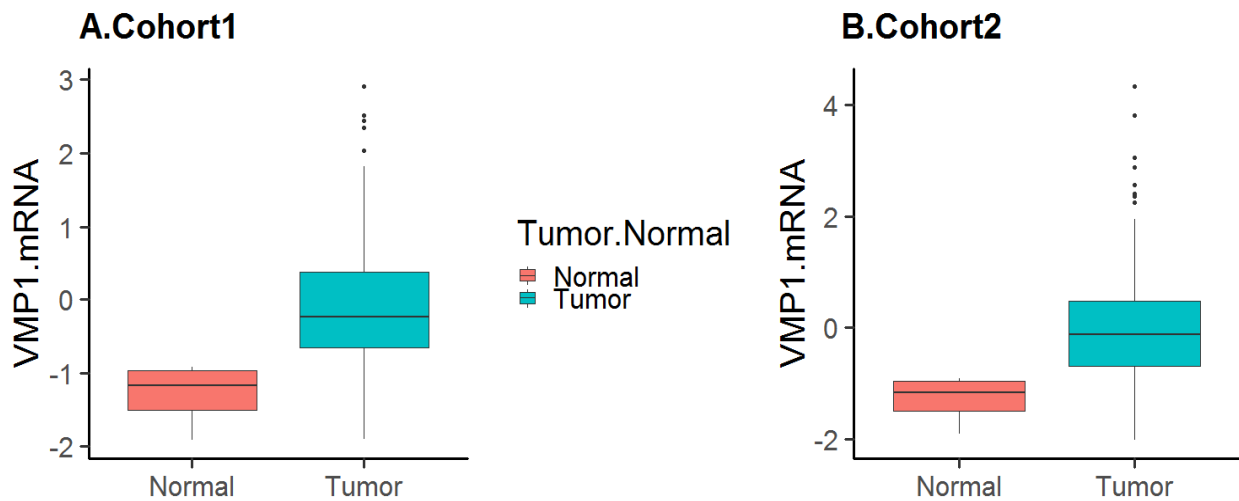 A.Cohort1
VMP1.mRNA
3
2
1
0
-1
-2
Normal
Tumor
Tumor.Normal
Normal
Tumor
B.Cohort2
VMP1.mRNA
4
2
0
-2
Normal
Tumor